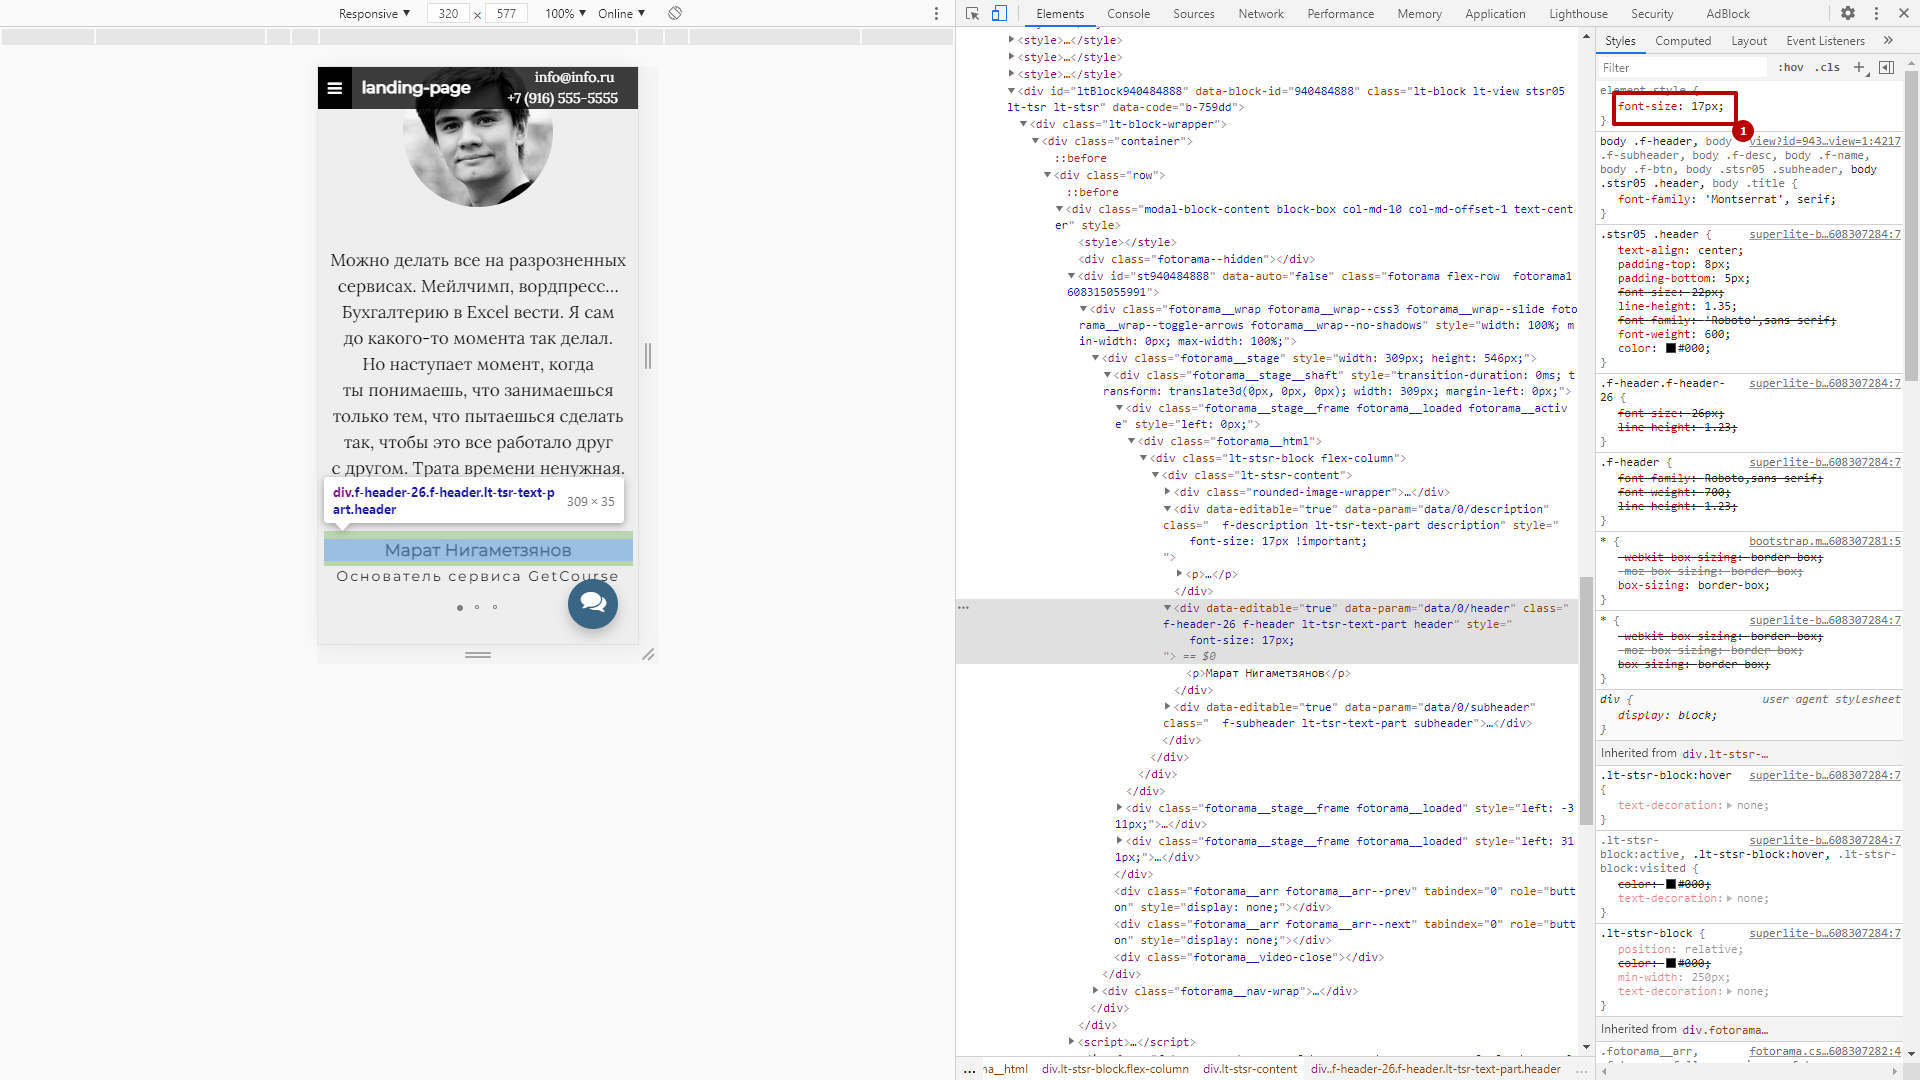 Responsive ▼ 320 x 577 100% ▼ Online ▼
Elements Console Sources Network Performance Memory Application Lighthouse Security AdBlock
landing-page
info@info.ru
+7 (916) 555-5555
Можно делать все на разрозненных
сервисах. Мейлчимп, вордпресс...
Бухгалтерию в Excel вести. Я сам
до какого-то момента так делал.
Но наступает момент, когда
ты понимаешь, что занимаешься
только тем, что пытаешься сделать
так, чтобы это все работало друг
с другом. Трата времени ненужная.
div.f-header-26.f-header.lt-tsr-text-p
art.header
309 × 35
Марат Нигаметзянов
Основатель сервиса GetCourse
<style>…</style>
<style>…</style>
<style>…</style>
<div id="ltBlock940484888" data-block-id="940484888" class="lt-block lt-view stsr05
lt-tsr lt-stsr" data-code="b-759dd">
<div class="lt-block-wrapper">
<div class="container">
::before
<div class="row">
::before
<div class="modal-block-content block-box col-md-10 col-md-offset-1 text-cent
er" style>
<style></style>
<div class="fotorama--hidden"></div>
<div id="st940484888" data-auto="false" class="fotorama flex-row  fotorama1
608315055991">
<div class="fotorama__wrap fotorama__wrap--css3 fotorama__wrap--slide foto
rama__wrap--toggle-arrows fotorama__wrap--no-shadows" style="width: 100%; m
in-width: 0px; max-width: 100%;">
<div class="fotorama__stage" style="width: 309px; height: 546px;">
<div class="fotorama__stage__shaft" style="transition-duration: 0ms; t
ransform: translate3d(0px, 0px, 0px); width: 309px; margin-left: 0px;">
<div class="fotorama__stage__frame fotorama__loaded fotorama__activ
e" style="left: 0px;">
<div class="fotorama__html">
<div class="lt-stsr-block flex-column">
<div class="lt-stsr-content">
<div class="rounded-image-wrapper">…</div>
<div data-editable="true" data-param="data/0/description"
class="  f-description lt-tsr-text-part description" style="
font-size: 17px !important;
">
<p>…</p>
</div>
<div data-editable="true" data-param="data/0/header" class="
f-header-26 f-header lt-tsr-text-part header" style="
font-size: 17px;
"> == $0
<p>Марат Нигаметзянов</p>
</div>
<div data-editable="true" data-param="data/0/subheader"
class="  f-subheader lt-tsr-text-part subheader">…</div>
</div>
</div>
</div>
</div>
<div class="fotorama__stage__frame fotorama__loaded" style="left: -3
11px;">…</div>
<div class="fotorama__stage__frame fotorama__loaded" style="left: 31
1px;">…</div>
</div>
<div class="fotorama__arr fotorama__arr--prev" tabindex="0" role="butt
on" style="display: none;"></div>
<div class="fotorama__arr fotorama__arr--next" tabindex="0" role="butt
on" style="display: none;"></div>
<div class="fotorama__video-close"></div>
</div>
<div class="fotorama__nav-wrap">…</div>
</div>
</div>
<script>…</script>
... ma__html div.lt-stsr-block.flex-column div.lt-stsr-content div..f-header-26.f-header.lt-tsr-text-part.header ...
Styles Computed Layout Event Listeners »
Filter :hov .cls +
element.style {
font-size: 17px;
}
1
body .f-header, body view?id=943…view=1:4217
.f-subheader, body .f-desc, body .f-name,
body .f-btn, body .stsr05 .subheader, body
.stsr05 .header, body .title {
font-family: 'Montserrat', serif;
}
.stsr05 .header { superlite-b…608307284:7
text-align: center;
padding-top: 8px;
padding-bottom: 5px;
font-size: 22px;
line-height: 1.35;
font-family: 'Roboto',sans-serif;
font-weight: 600;
color: #000;
}
.f-header.f-header- superlite-b…608307284:7
26 {
font-size: 26px;
line-height: 1.23;
}
.f-header { superlite-b…608307284:7
font-family: Roboto,sans-serif;
font-weight: 700;
line-height: 1.23;
}
* { bootstrap.m…608307281:5
-webkit-box-sizing: border-box;
-moz-box-sizing: border-box;
box-sizing: border-box;
}
* { superlite-b…608307284:7
-webkit-box-sizing: border-box;
-moz-box-sizing: border-box;
box-sizing: border-box;
}
div { user agent stylesheet
display: block;
}
Inherited from div.lt-stsr-…
.lt-stsr-block:hover superlite-b…608307284:7
{
text-decoration: none;
}
.lt-stsr- superlite-b…608307284:7
block:active, .lt-stsr-block:hover, .lt-stsr-
block:visited {
color: #000;
text-decoration: none;
}
.lt-stsr-block { superlite-b…608307284:7
position: relative;
color: #000;
min-width: 250px;
text-decoration: none;
}
Inherited from div.fotorama…
.fotorama__arr, fotorama.cs…608307282:4